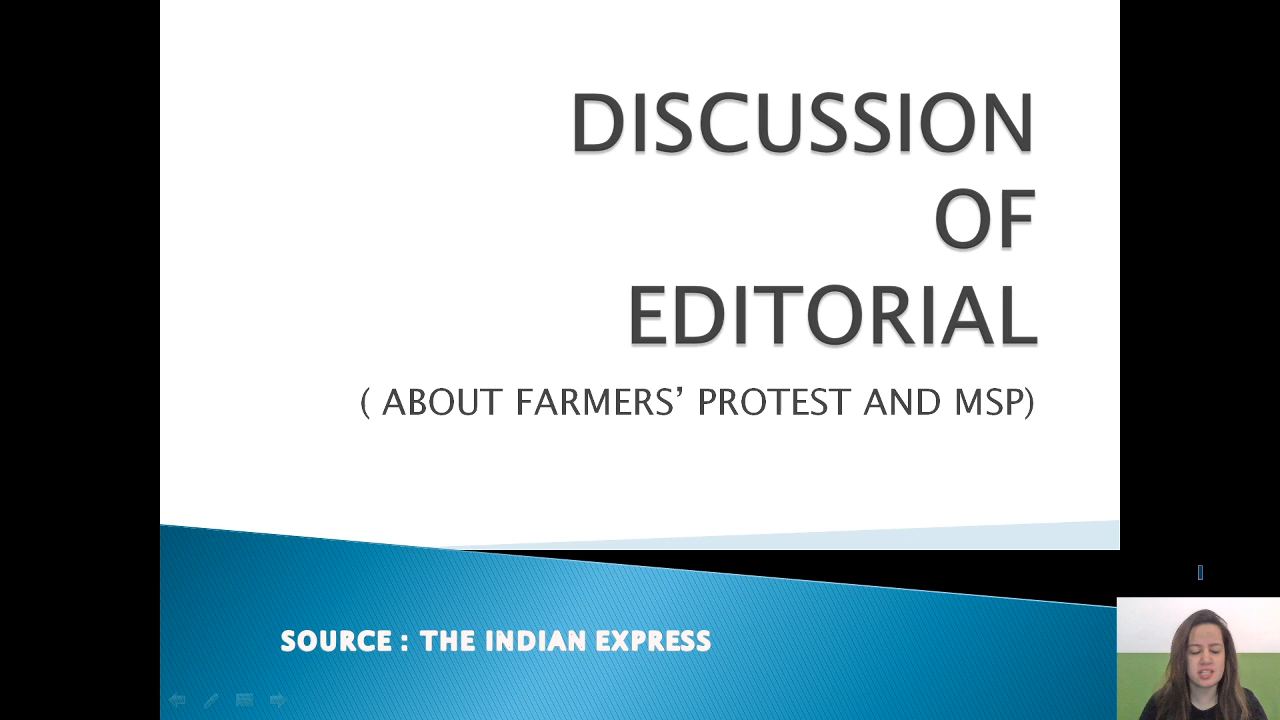 DISCUSSION
OF
EDITORIAL
( ABOUT FARMERS’ PROTEST AND MSP)
SOURCE : THE INDIAN EXPRESS